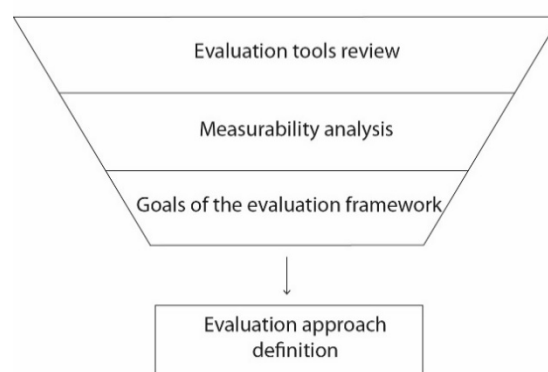 Evaluation tools review
Measurability analysis
Goals of the evaluation framework
Evaluation approach
definition